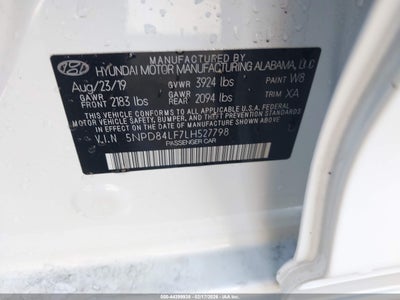 MANUFACTURED BY
HYUNDAI MOTOR MANUFACTURING ALABAMA, LLC
Aug/23/19 GVWR 3924 lbs PAINT W8
GAWR FRONT 2183 lbs GAWR REAR 2094 lbs TRIM XA
THIS VEHICLE CONFORMS TO ALL APPLICABLE U.S.A. FEDERAL
MOTOR VEHICLE SAFETY, BUMPER, AND THEFT PREVENTION
STANDARDS IN EFFECT ON THE DATE OF MANUFACTURE SHOWN ABOVE.
V.I.N 5NPD84LF7LH527798
PASSENGER CAR